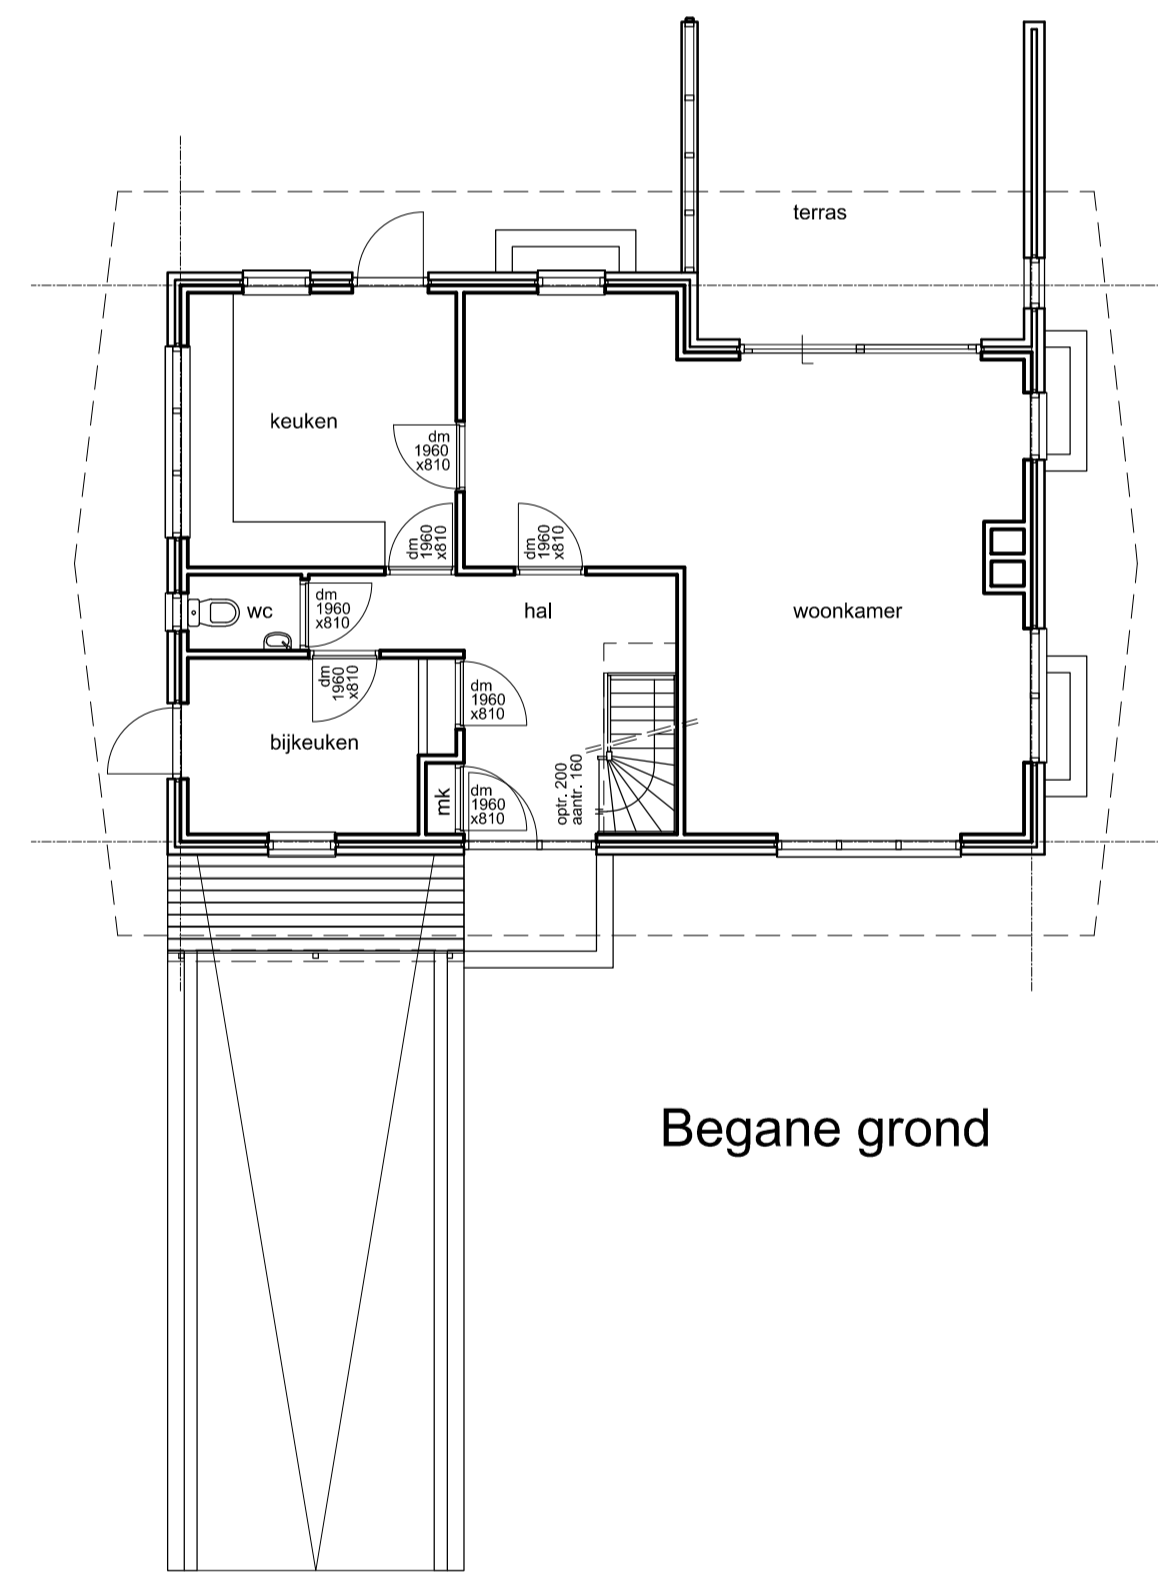 terras
keuken
dm
1960
x810
dm
1960
x810
dm
1960
x810
wc
dm
1960
x810
hal
woonkamer
dm
1960
x810
dm
1960
x810
bijkeuken
mk
dm
1960
x810
optr. 200
aantr. 160
Begane grond